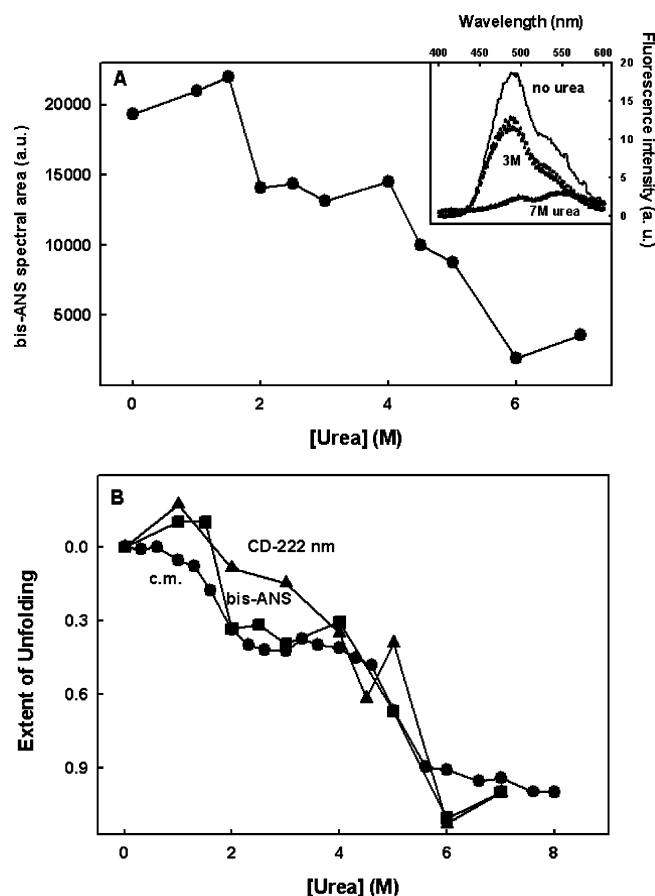 Wavelength (nm)
400 450 500 550 600
A
20000
15000
10000
5000
bis-ANS spectral area (a.u.)
no urea
3M
7M urea
20
15
10
5
0
Fluorescence intensity (a. u.)
0 2 4 6
[Urea] (M)
B
0.0
0.3
0.6
0.9
Extent of Unfolding
CD-222 nm
c.m.
bis-ANS
0 2 4 6 8
[Urea] (M)